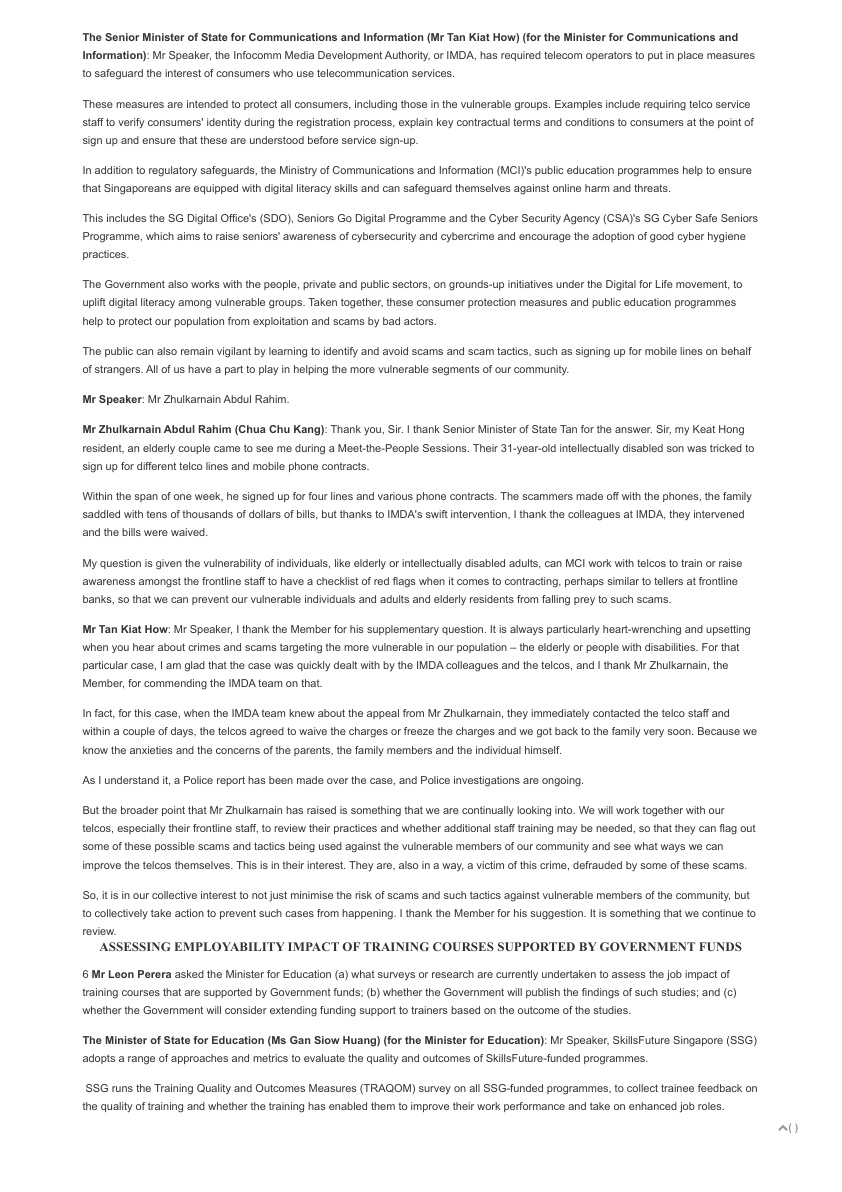 The Senior Minister of State for Communications and Information (Mr Tan Kiat How) (for the Minister for Communications and
Information): Mr Speaker, the Infocomm Media Development Authority, or IMDA, has required telecom operators to put in place measures
to safeguard the interest of consumers who use telecommunication services.
These measures are intended to protect all consumers, including those in the vulnerable groups. Examples include requiring telco service
staff to verify consumers' identity during the registration process, explain key contractual terms and conditions to consumers at the point of
sign up and ensure that these are understood before service sign-up.
In addition to regulatory safeguards, the Ministry of Communications and Information (MCI)'s public education programmes help to ensure
that Singaporeans are equipped with digital literacy skills and can safeguard themselves against online harm and threats.
This includes the SG Digital Office's (SDO), Seniors Go Digital Programme and the Cyber Security Agency (CSA)'s SG Cyber Safe Seniors
Programme, which aims to raise seniors' awareness of cybersecurity and cybercrime and encourage the adoption of good cyber hygiene
practices.
The Government also works with the people, private and public sectors, on grounds-up initiatives under the Digital for Life movement, to
uplift digital literacy among vulnerable groups. Taken together, these consumer protection measures and public education programmes
help to protect our population from exploitation and scams by bad actors.
The public can also remain vigilant by learning to identify and avoid scams and scam tactics, such as signing up for mobile lines on behalf
of strangers. All of us have a part to play in helping the more vulnerable segments of our community.
Mr Speaker: Mr Zhulkarnain Abdul Rahim.
Mr Zhulkarnain Abdul Rahim (Chua Chu Kang): Thank you, Sir. I thank Senior Minister of State Tan for the answer. Sir, my Keat Hong
resident, an elderly couple came to see me during a Meet-the-People Sessions. Their 31-year-old intellectually disabled son was tricked to
sign up for different telco lines and mobile phone contracts.
Within the span of one week, he signed up for four lines and various phone contracts. The scammers made off with the phones, the family
saddled with tens of thousands of dollars of bills, but thanks to IMDA's swift intervention, I thank the colleagues at IMDA, they intervened
and the bills were waived.
My question is given the vulnerability of individuals, like elderly or intellectually disabled adults, can MCI work with telcos to train or raise
awareness amongst the frontline staff to have a checklist of red flags when it comes to contracting, perhaps similar to tellers at frontline
banks, so that we can prevent our vulnerable individuals and adults and elderly residents from falling prey to such scams.
Mr Tan Kiat How: Mr Speaker, I thank the Member for his supplementary question. It is always particularly heart-wrenching and upsetting
when you hear about crimes and scams targeting the more vulnerable in our population – the elderly or people with disabilities. For that
particular case, I am glad that the case was quickly dealt with by the IMDA colleagues and the telcos, and I thank Mr Zhulkarnain, the
Member, for commending the IMDA team on that.
In fact, for this case, when the IMDA team knew about the appeal from Mr Zhulkarnain, they immediately contacted the telco staff and
within a couple of days, the telcos agreed to waive the charges or freeze the charges and we got back to the family very soon. Because we
know the anxieties and the concerns of the parents, the family members and the individual himself.
As I understand it, a Police report has been made over the case, and Police investigations are ongoing.
But the broader point that Mr Zhulkarnain has raised is something that we are continually looking into. We will work together with our
telcos, especially their frontline staff, to review their practices and whether additional staff training may be needed, so that they can flag out
some of these possible scams and tactics being used against the vulnerable members of our community and see what ways we can
improve the telcos themselves. This is in their interest. They are, also in a way, a victim of this crime, defrauded by some of these scams.
So, it is in our collective interest to not just minimise the risk of scams and such tactics against vulnerable members of the community, but
to collectively take action to prevent such cases from happening. I thank the Member for his suggestion. It is something that we continue to
review.
ASSESSING EMPLOYABILITY IMPACT OF TRAINING COURSES SUPPORTED BY GOVERNMENT FUNDS
6 Mr Leon Perera asked the Minister for Education (a) what surveys or research are currently undertaken to assess the job impact of
training courses that are supported by Government funds; (b) whether the Government will publish the findings of such studies; and (c)
whether the Government will consider extending funding support to trainers based on the outcome of the studies.
The Minister of State for Education (Ms Gan Siow Huang) (for the Minister for Education): Mr Speaker, SkillsFuture Singapore (SSG)
adopts a range of approaches and metrics to evaluate the quality and outcomes of SkillsFuture-funded programmes.
SSG runs the Training Quality and Outcomes Measures (TRAQOM) survey on all SSG-funded programmes, to collect trainee feedback on
the quality of training and whether the training has enabled them to improve their work performance and take on enhanced job roles.
( )